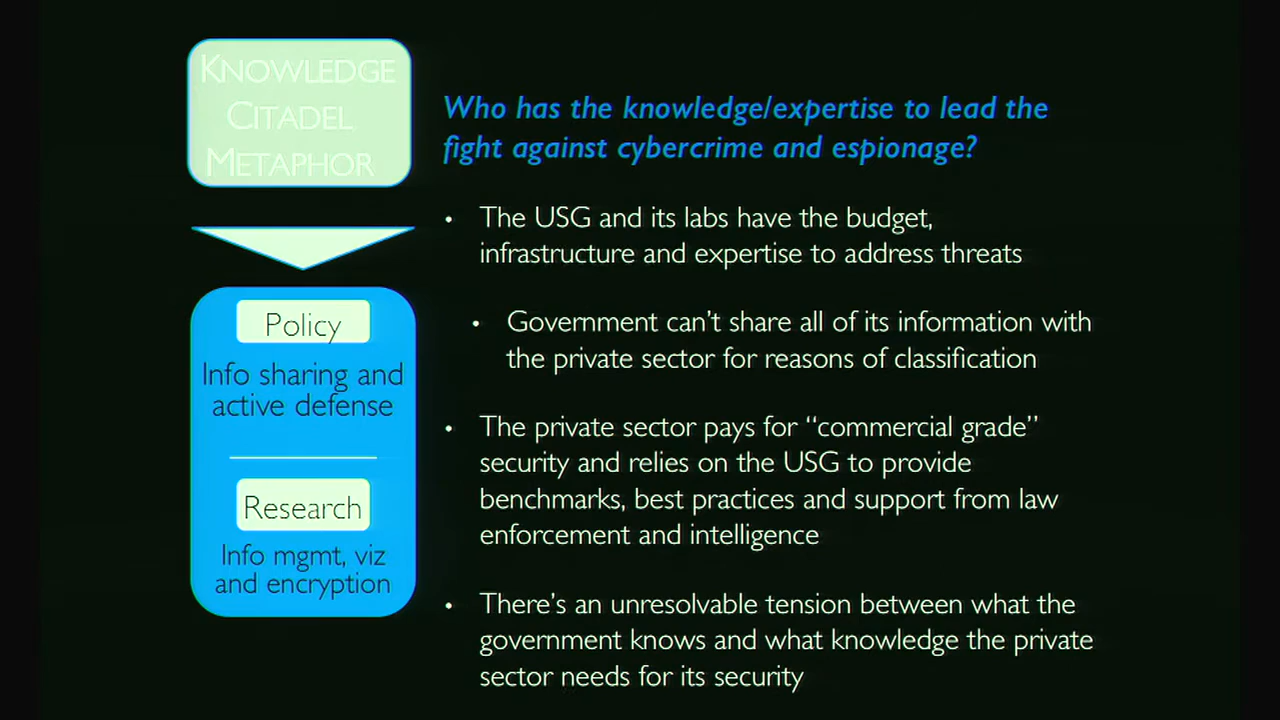 KNOWLEDGE
CITADEL
METAPHOR
Policy
Info sharing and
active defense
Research
Info mgmt, viz
and encryption
Who has the knowledge/expertise to lead the
fight against cybercrime and espionage?
• The USG and its labs have the budget,
infrastructure and expertise to address threats
• Government can’t share all of its information with
the private sector for reasons of classification
• The private sector pays for “commercial grade”
security and relies on the USG to provide
benchmarks, best practices and support from law
enforcement and intelligence
• There’s an unresolvable tension between what the
government knows and what knowledge the private
sector needs for its security